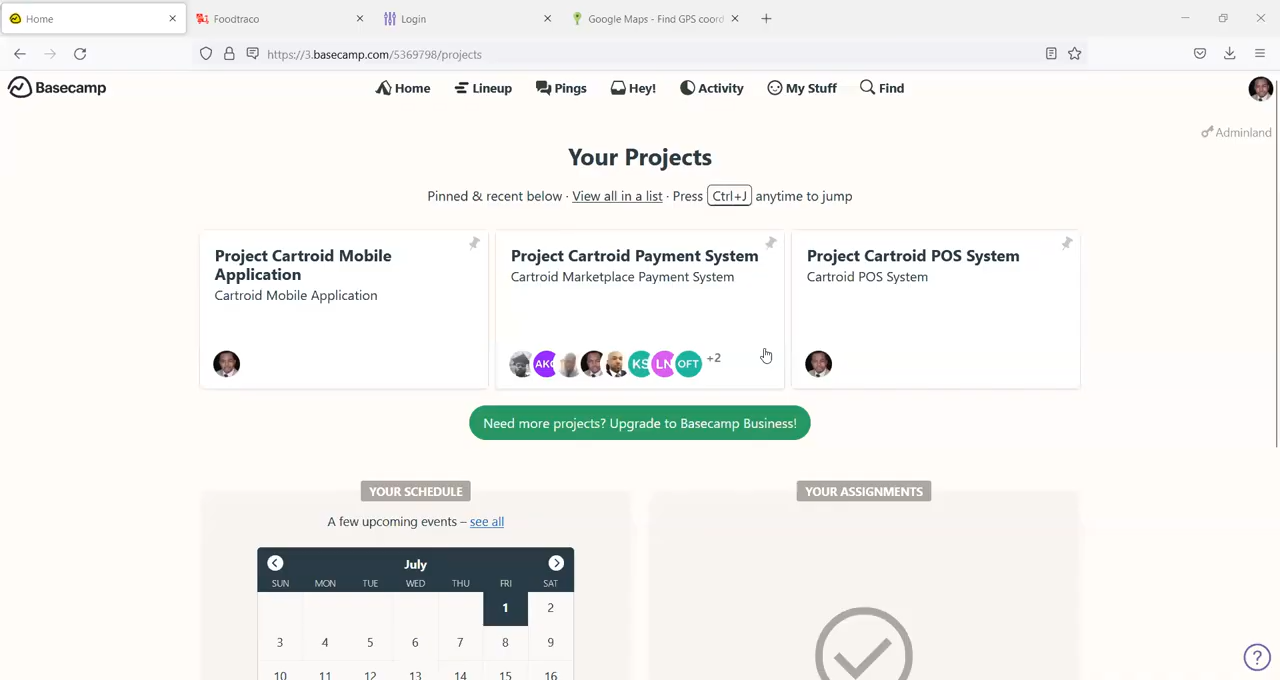 Home
Foodtraco
Login
Google Maps - Find GPS coord
https://3.basecamp.com/5369798/projects
Basecamp
Home
Lineup
Pings
Hey!
Activity
My Stuff
Find
Adminland
Your Projects
Pinned & recent below · View all in a list · Press Ctrl+J anytime to jump
Project Cartroid Mobile
Application
Cartroid Mobile Application
Project Cartroid Payment System
Cartroid Marketplace Payment System
AKO
KS
LN
OFT
+2
Project Cartroid POS System
Cartroid POS System
Need more projects? Upgrade to Basecamp Business!
YOUR SCHEDULE
A few upcoming events – see all
July
SUN MON TUE WED THU FRI SAT
1 2
3 4 5 6 7 8 9
10 11 12 13 14 15 16
YOUR ASSIGNMENTS
?